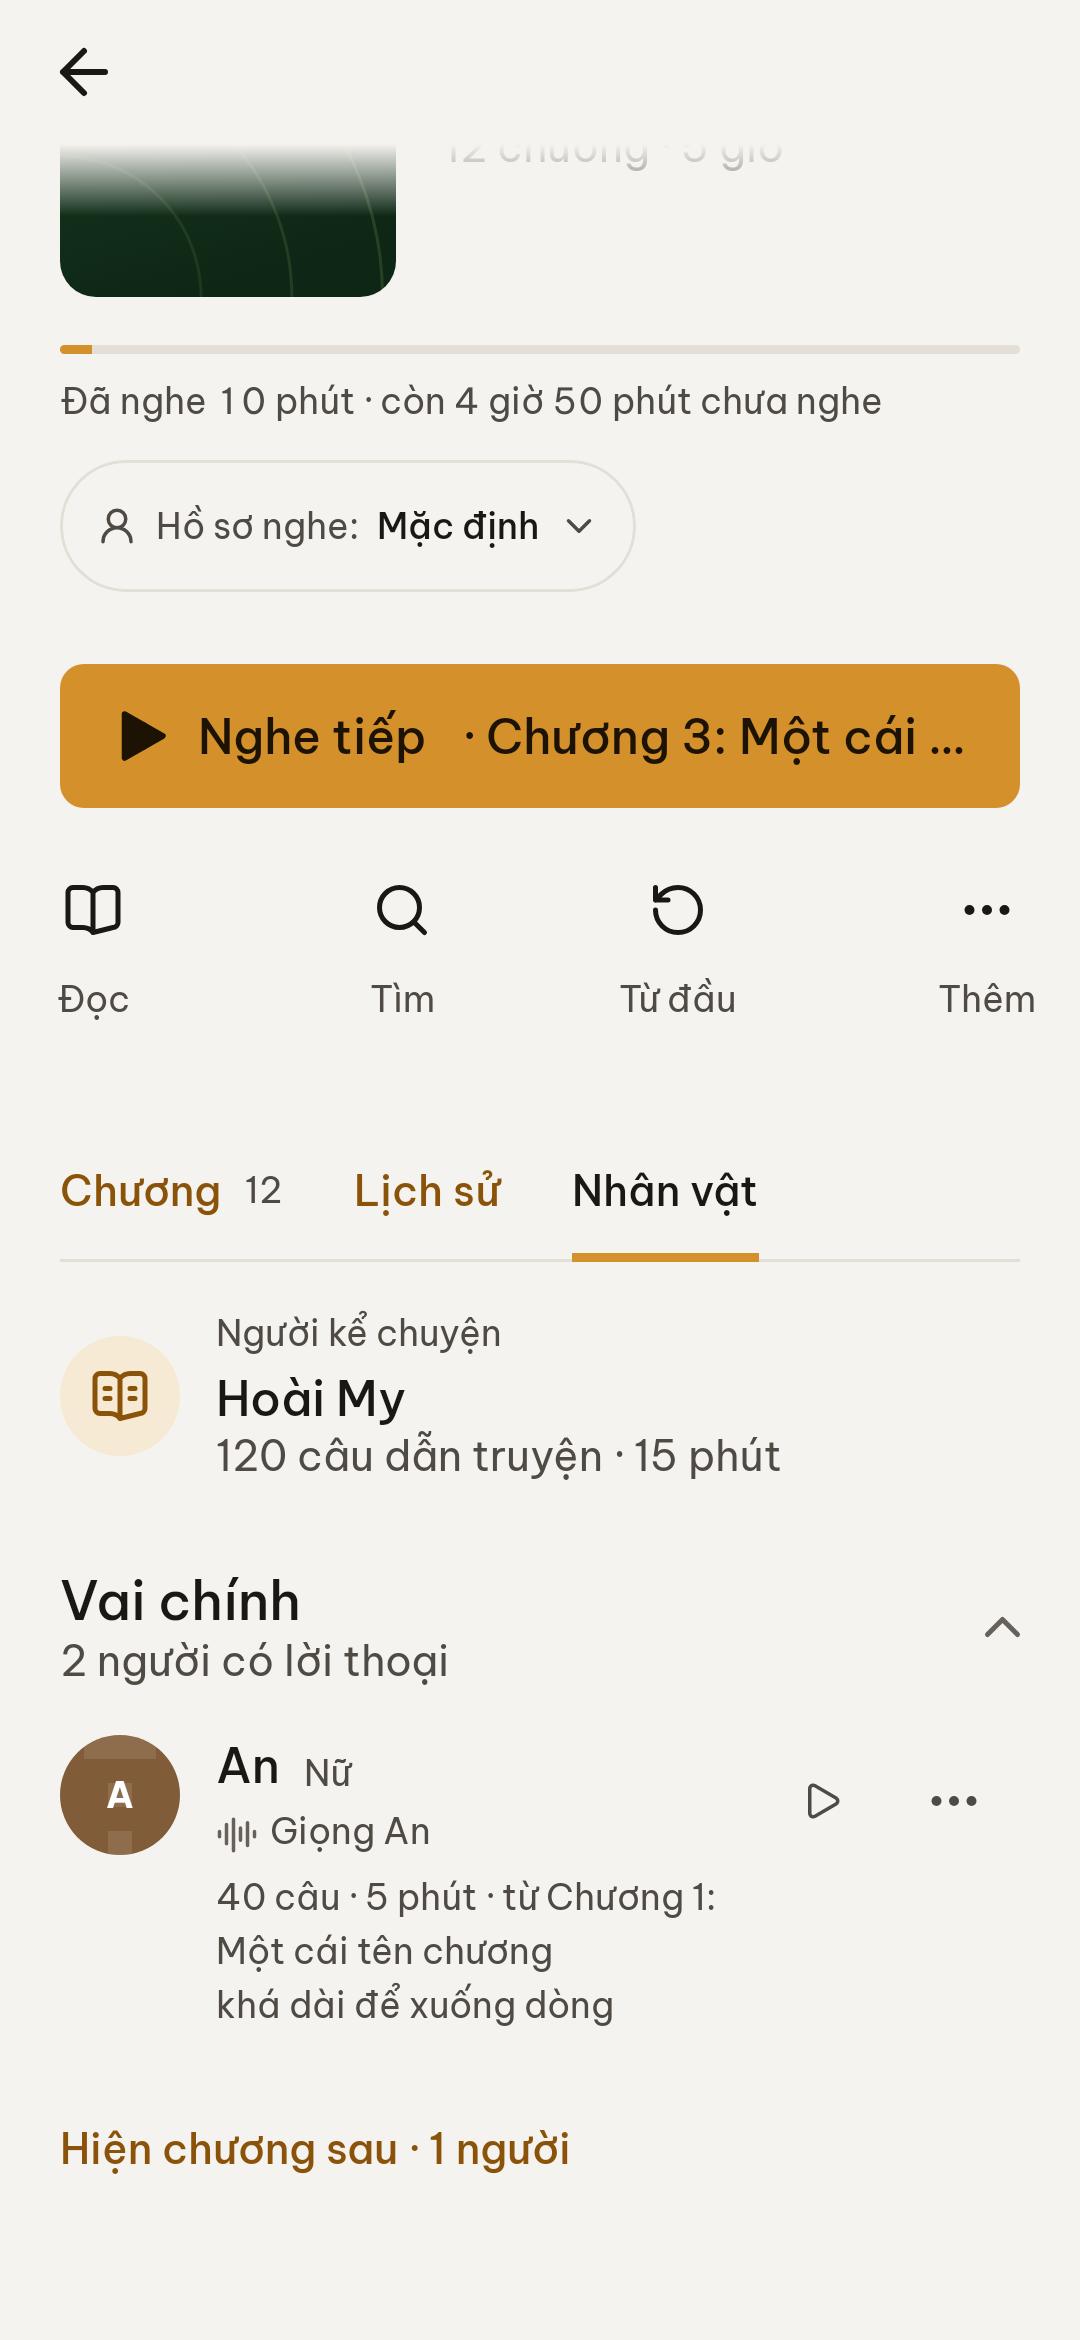 12 chương · 5 giờ
Đã nghe 10 phút · còn 4 giờ 50 phút chưa nghe
Hồ sơ nghe: Mặc định
Nghe tiếp · Chương 3: Một cái ...
Đọc
Tìm
Từ đầu
Thêm
Chương 12
Lịch sử
Nhân vật
Người kể chuyện
Hoài My
120 câu dẫn truyện · 15 phút
Vai chính
2 người có lời thoại
A
An Nữ
Giọng An
40 câu · 5 phút · từ Chương 1:
Một cái tên chương
khá dài để xuống dòng
Hiện chương sau · 1 người